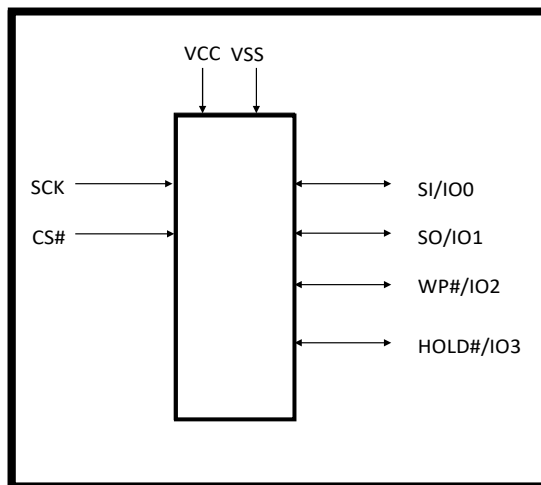 VCC VSS
SCK
SI/IO0
CS#
SO/IO1
WP#/IO2
HOLD#/IO3